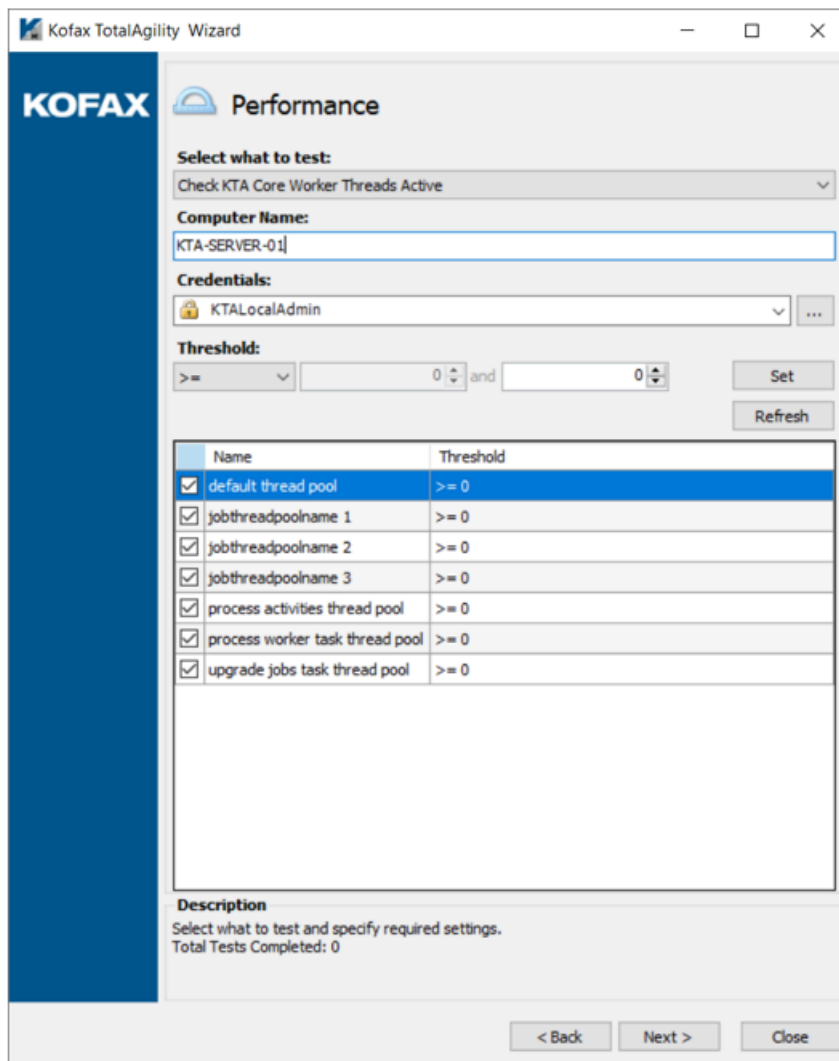 Kofax TotalAgility Wizard
KOFAX
Performance
Select what to test:
Check KTA Core Worker Threads Active
Computer Name:
KTA-SERVER-01
Credentials:
KTALocalAdmin
...
Threshold:
>= 0 and 0 Set
Refresh
Name Threshold
default thread pool >= 0
jobthreadpoolname 1 >= 0
jobthreadpoolname 2 >= 0
jobthreadpoolname 3 >= 0
process activities thread pool >= 0
process worker task thread pool >= 0
upgrade jobs task thread pool >= 0
Description
Select what to test and specify required settings.
Total Tests Completed: 0
< Back Next > Close